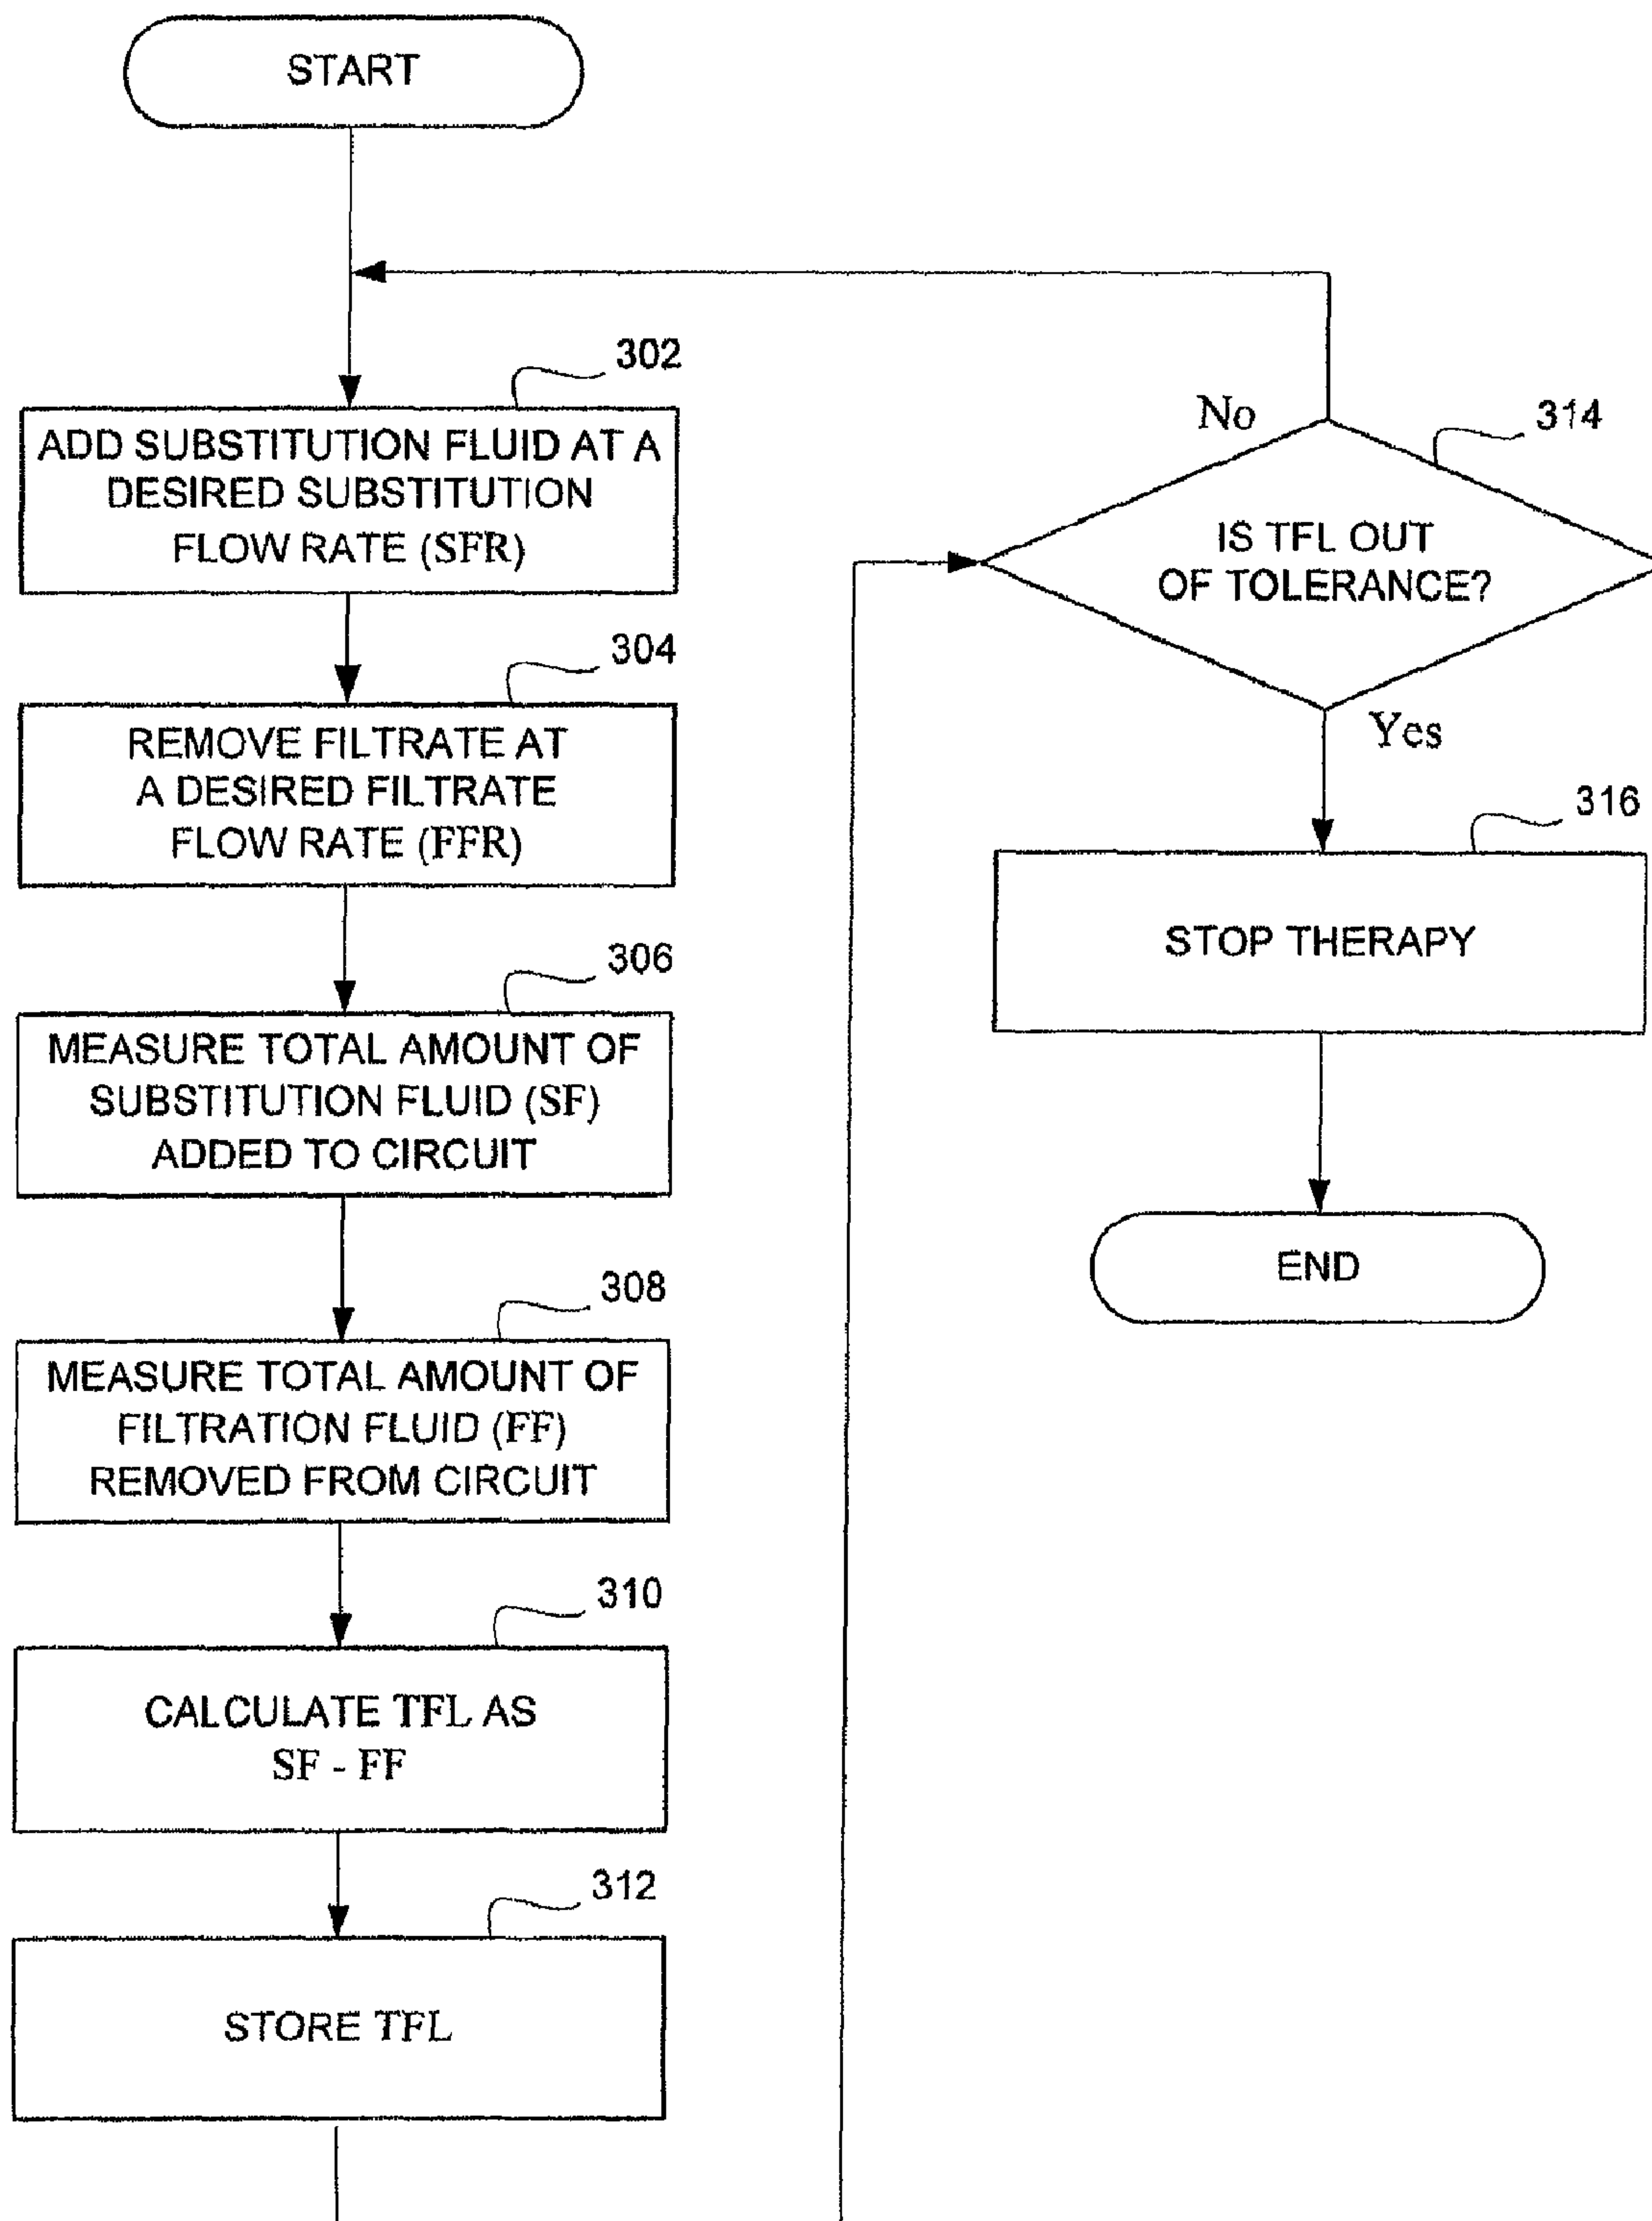 START
302
ADD SUBSTITUTION FLUID AT A
DESIRED SUBSTITUTION
FLOW RATE (SFR)
304
REMOVE FILTRATE AT
A DESIRED FILTRATE
FLOW RATE (FFR)
306
MEASURE TOTAL AMOUNT OF
SUBSTITUTION FLUID (SF)
ADDED TO CIRCUIT
308
MEASURE TOTAL AMOUNT OF
FILTRATION FLUID (FF)
REMOVED FROM CIRCUIT
310
CALCULATE TFL AS
SF - FF
312
STORE TFL
No
314
IS TFL OUT
OF TOLERANCE?
Yes
316
STOP THERAPY
END